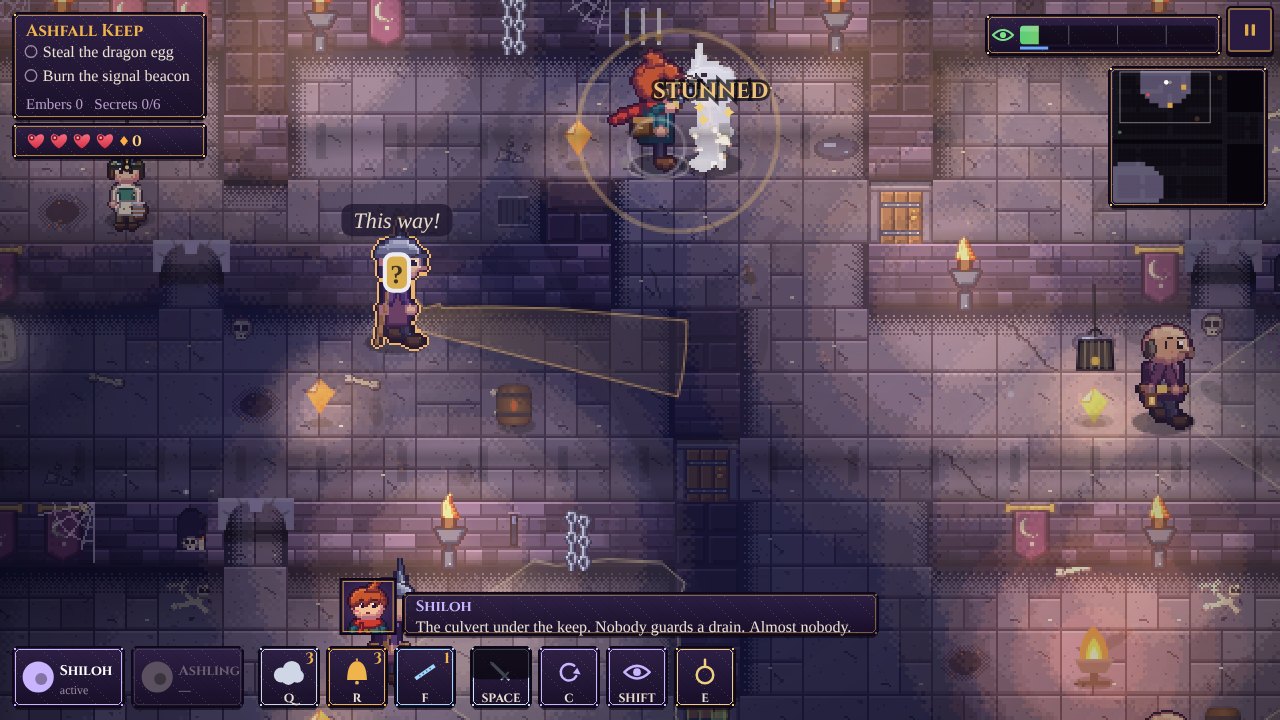 ASHFALL KEEP
Steal the dragon egg
Burn the signal beacon
Embers 0 Secrets 0/6
0
STUNNED
This way!
?
SHILOH
The culvert under the keep. Nobody guards a drain. Almost nobody.
SHILOH
active
ASHLING
—
3
Q
3
R
1
F
SPACE
C
SHIFT
E